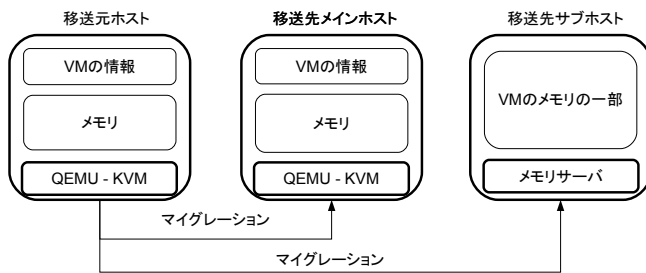 移送元ホスト
移送先メインホスト
移送先サブホスト
VMの情報
VMの情報
VMのメモリの一部
メモリ
メモリ
QEMU - KVM
QEMU - KVM
メモリサーバ
マイグレーション
マイグレーション